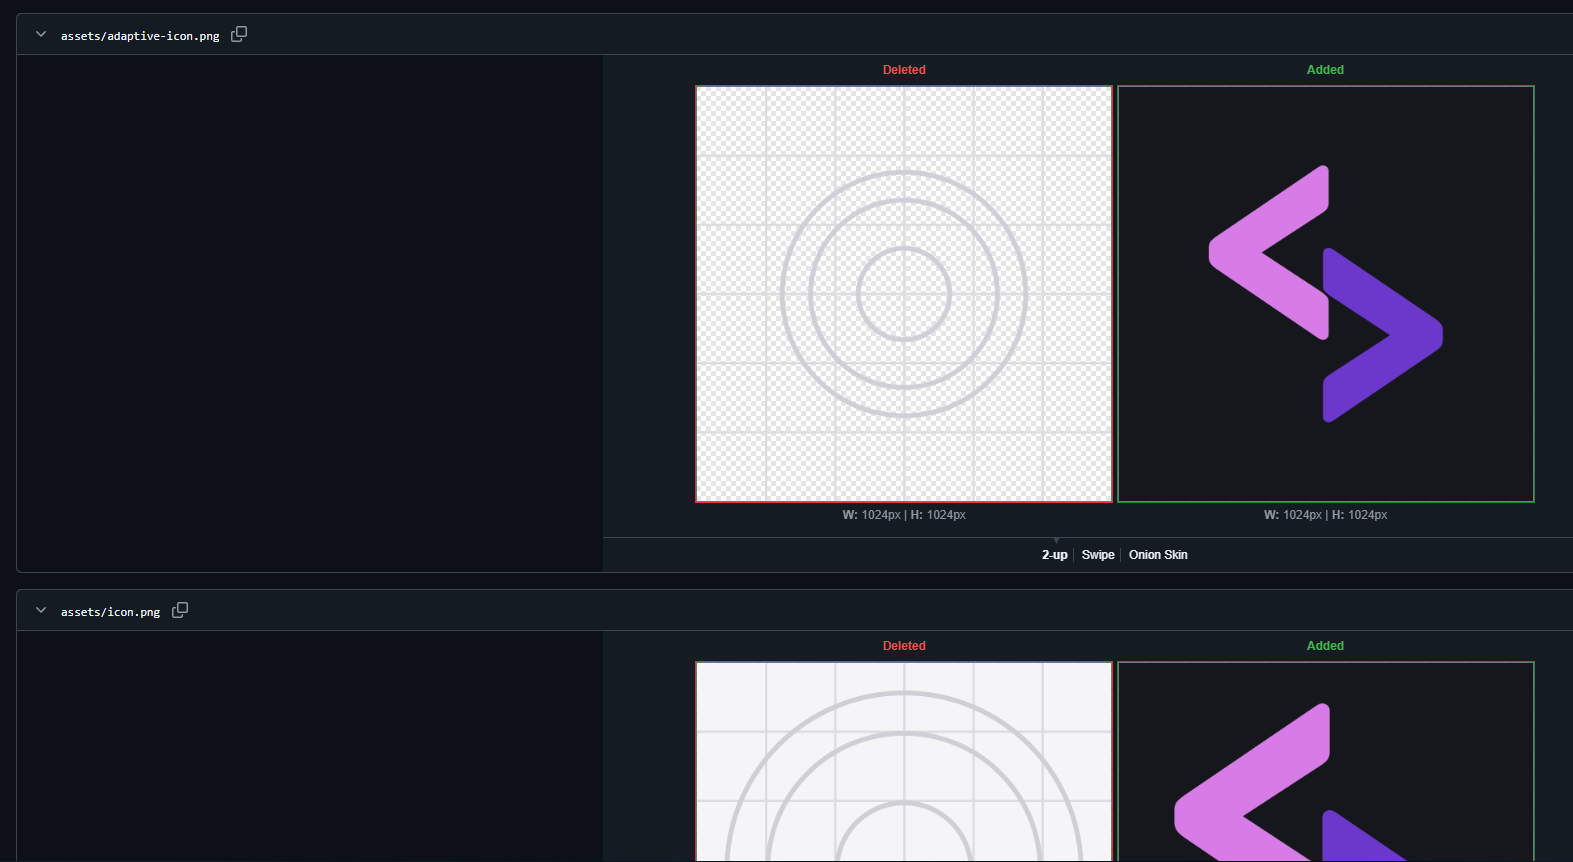 assets/adaptive-icon.png
Deleted
Added
W: 1024px | H: 1024px
W: 1024px | H: 1024px
2-up | Swipe | Onion Skin
assets/icon.png
Deleted
Added